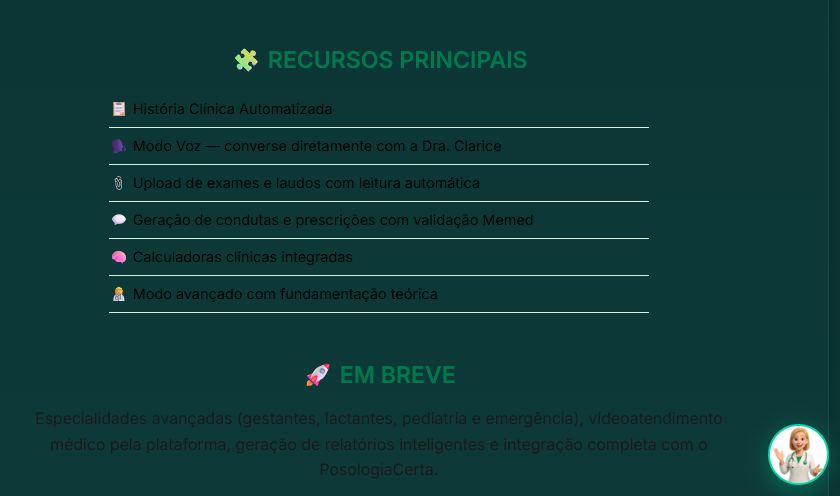 RECURSOS PRINCIPAIS
História Clínica Automatizada
Modo Voz — converse diretamente com a Dra. Clarice
Upload de exames e laudos com leitura automática
Geração de condutas e prescrições com validação Memed
Calculadoras clínicas integradas
Modo avançado com fundamentação teórica
EM BREVE
Especialidades avançadas (gestantes, lactantes, pediatria e emergência), videoatendimento
médico pela plataforma, geração de relatórios inteligentes e integração completa com o
PosologiaCerta.